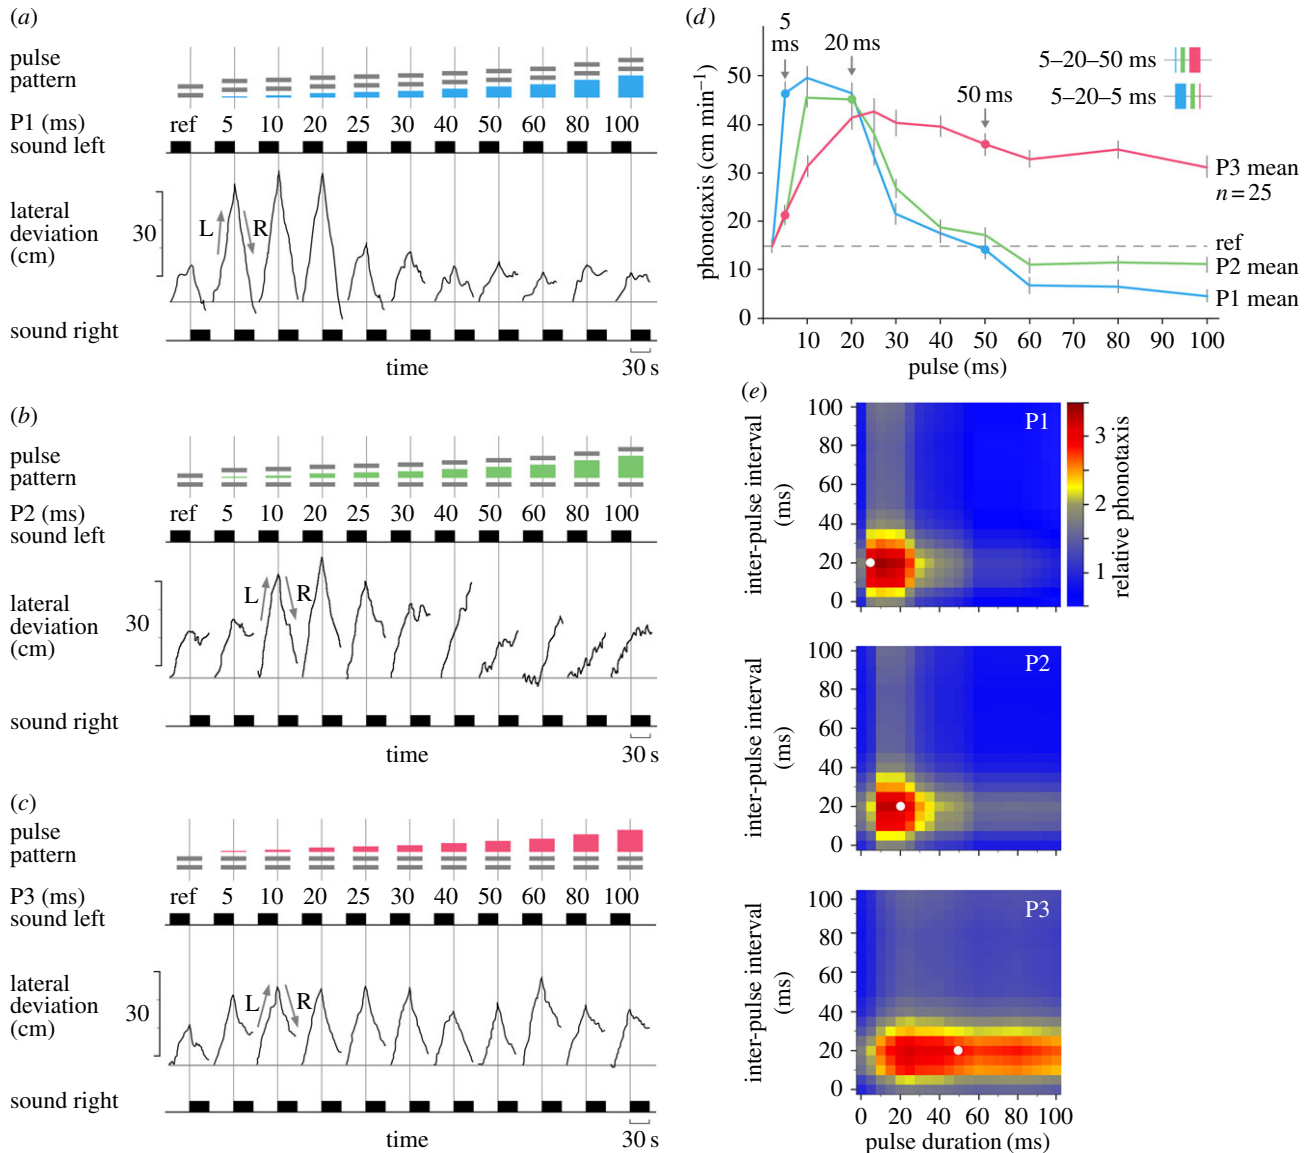 (a)
pulse
pattern
P1 (ms) ref 5 10 20 25 30 40 50 60 80 100
sound left
lateral
deviation
(cm)
30
L
R
sound right
time
30 s
(b)
pulse
pattern
P2 (ms) ref 5 10 20 25 30 40 50 60 80 100
sound left
lateral
deviation
(cm)
30
L
R
sound right
time
30 s
(c)
pulse
pattern
P3 (ms) ref 5 10 20 25 30 40 50 60 80 100
sound left
lateral
deviation
(cm)
30
L
R
sound right
time
30 s
(d)
5
ms
20 ms
50 ms
5–20–50 ms
5–20–5 ms
phonotaxis (cm min⁻¹)
50
40
30
20
10
0
P3 mean
n = 25
ref
P2 mean
P1 mean
10 20 30 40 50 60 70 80 90 100
pulse (ms)
(e)
inter-pulse interval
(ms)
100
80
60
40
20
0
P1
3
2
1
relative phonotaxis
inter-pulse interval
(ms)
100
80
60
40
20
0
P2
inter-pulse interval
(ms)
100
80
60
40
20
0
P3
0 20 40 60 80 100
pulse duration (ms)